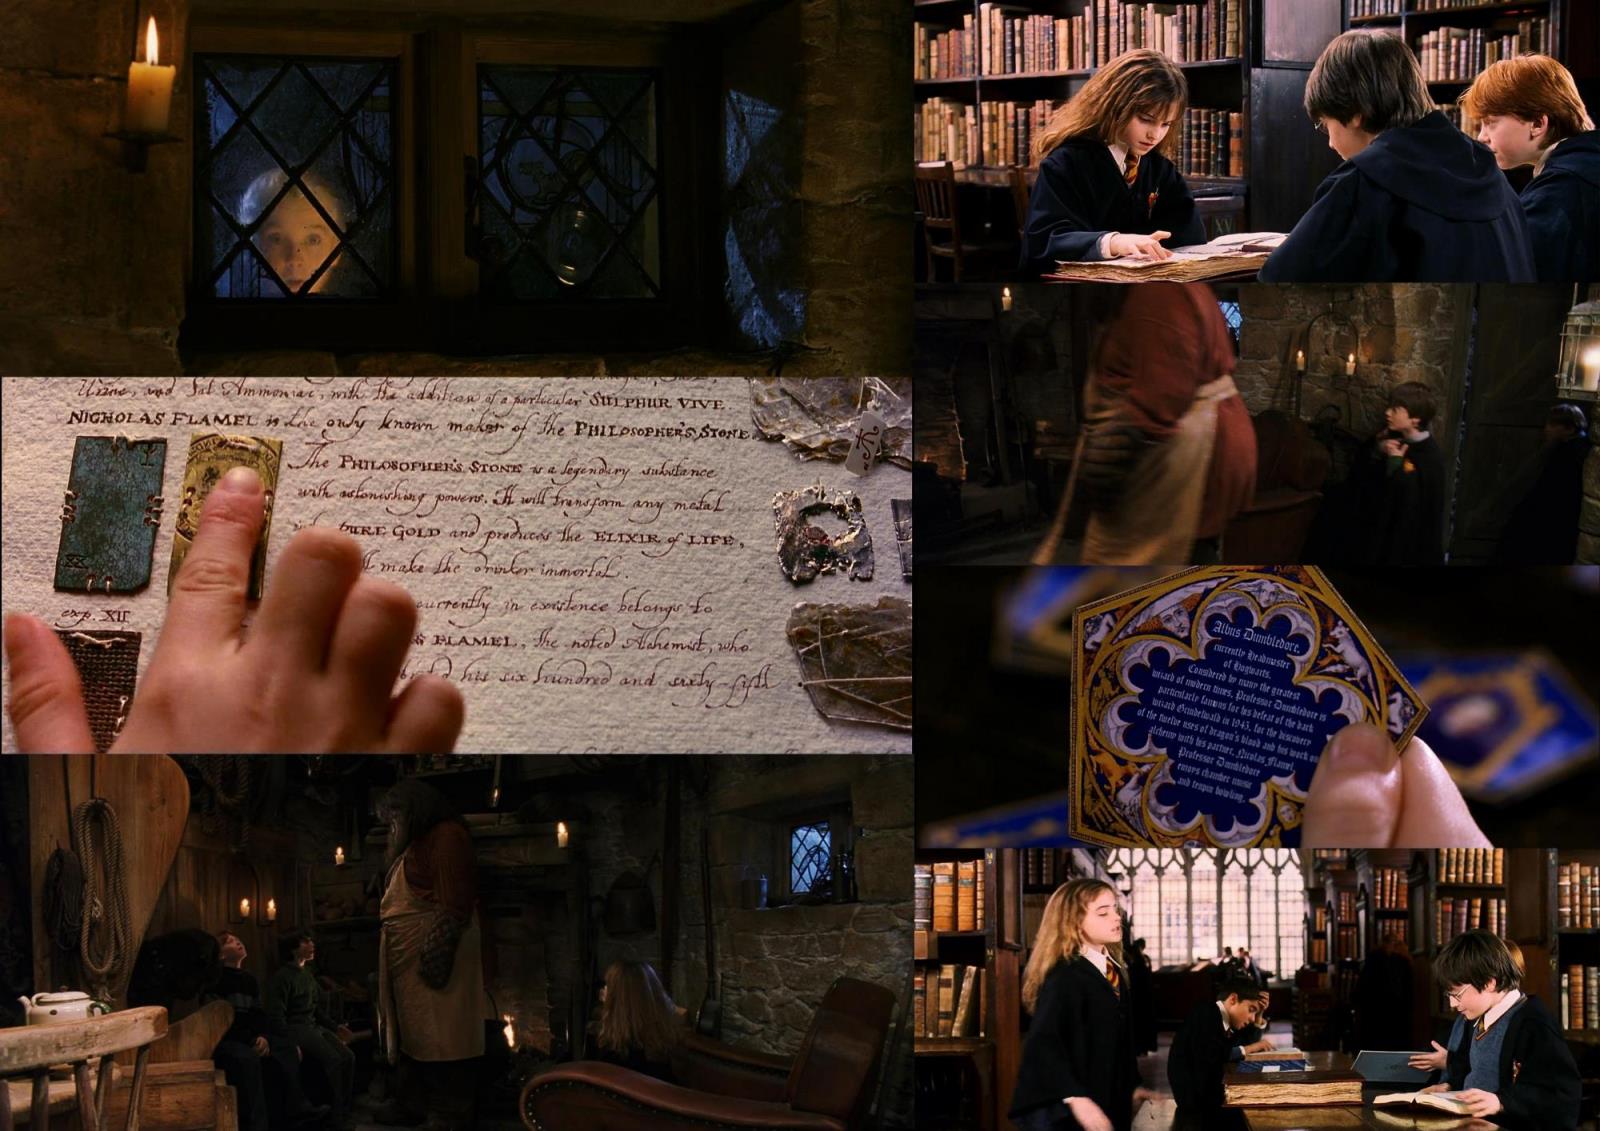 Urine, and Sal Ammoniac, with the addition of a particular SULPHUR VIVE.
NICHOLAS FLAMEL is the only known maker of the PHILOSOPHER'S STONE.
The PHILOSOPHER'S STONE is a legendary substance
with astonishing powers. It will transform any metal
PURE GOLD and produces the ELIXIR of LIFE,
make the drinker immortal.
currently in existence belongs to
FLAMEL, The noted Alchemist, who
his six hundred and sixty-fifth
exp. XII
Albus Dumbledore,
currently Headmaster
of Hogwarts.
Considered by many the greatest
wizard of modern times, Professor Dumbledore is
particularly famous for his defeat of the dark
wizard Grindelwald in 1945, for the discovery
of the twelve uses of dragon's blood and his work on
alchemy with his partner, Nicolas Flamel.
Professor Dumbledore
enjoys chamber music
and tenpin bowling.